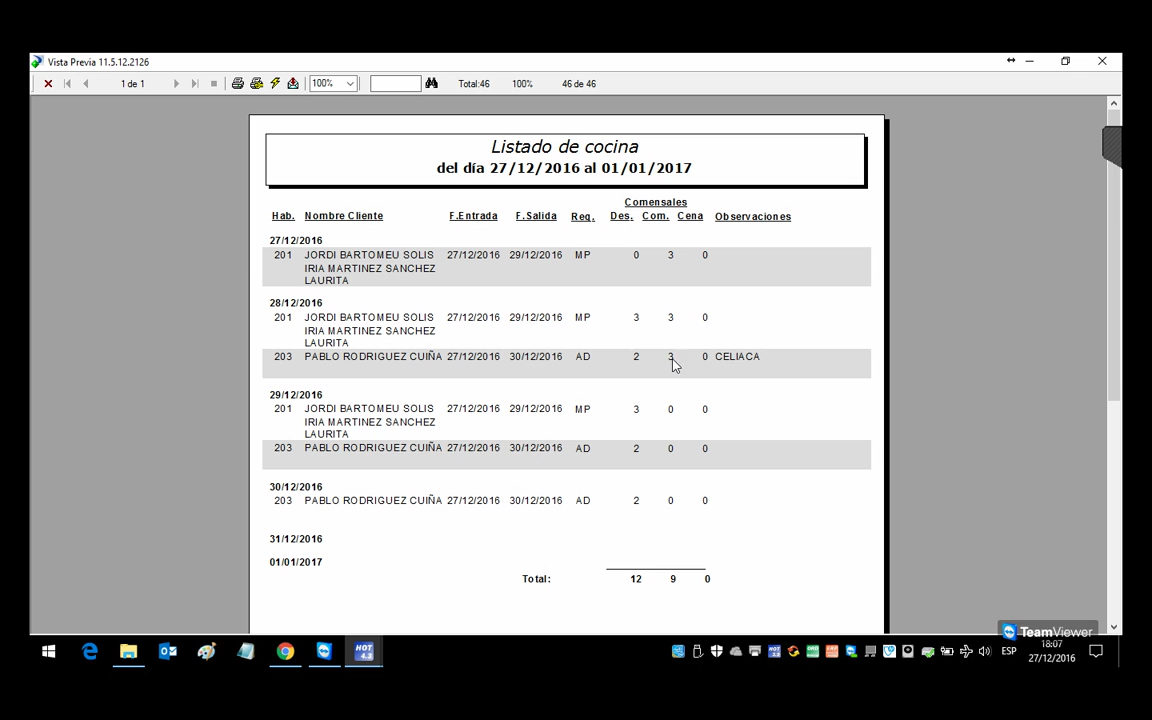 Vista Previa 11.5.12.2126
1 de 1 100% Total:46 100% 46 de 46
Listado de cocina
del día 27/12/2016 al 01/01/2017
Comensales
Hab. Nombre Cliente F.Entrada F.Salida Reg. Des. Com. Cena Observaciones
27/12/2016
201 JORDI BARTOMEU SOLIS 27/12/2016 29/12/2016 MP 0 3 0
IRIA MARTINEZ SANCHEZ
LAURITA
28/12/2016
201 JORDI BARTOMEU SOLIS 27/12/2016 29/12/2016 MP 3 3 0
IRIA MARTINEZ SANCHEZ
LAURITA
203 PABLO RODRIGUEZ CUIÑA 27/12/2016 30/12/2016 AD 2 3 0 CELIACA
29/12/2016
201 JORDI BARTOMEU SOLIS 27/12/2016 29/12/2016 MP 3 0 0
IRIA MARTINEZ SANCHEZ
LAURITA
203 PABLO RODRIGUEZ CUIÑA 27/12/2016 30/12/2016 AD 2 0 0
30/12/2016
203 PABLO RODRIGUEZ CUIÑA 27/12/2016 30/12/2016 AD 2 0 0
31/12/2016
01/01/2017
Total: 12 9 0
TeamViewer
HOT
4.3
ESP
18:07
27/12/2016